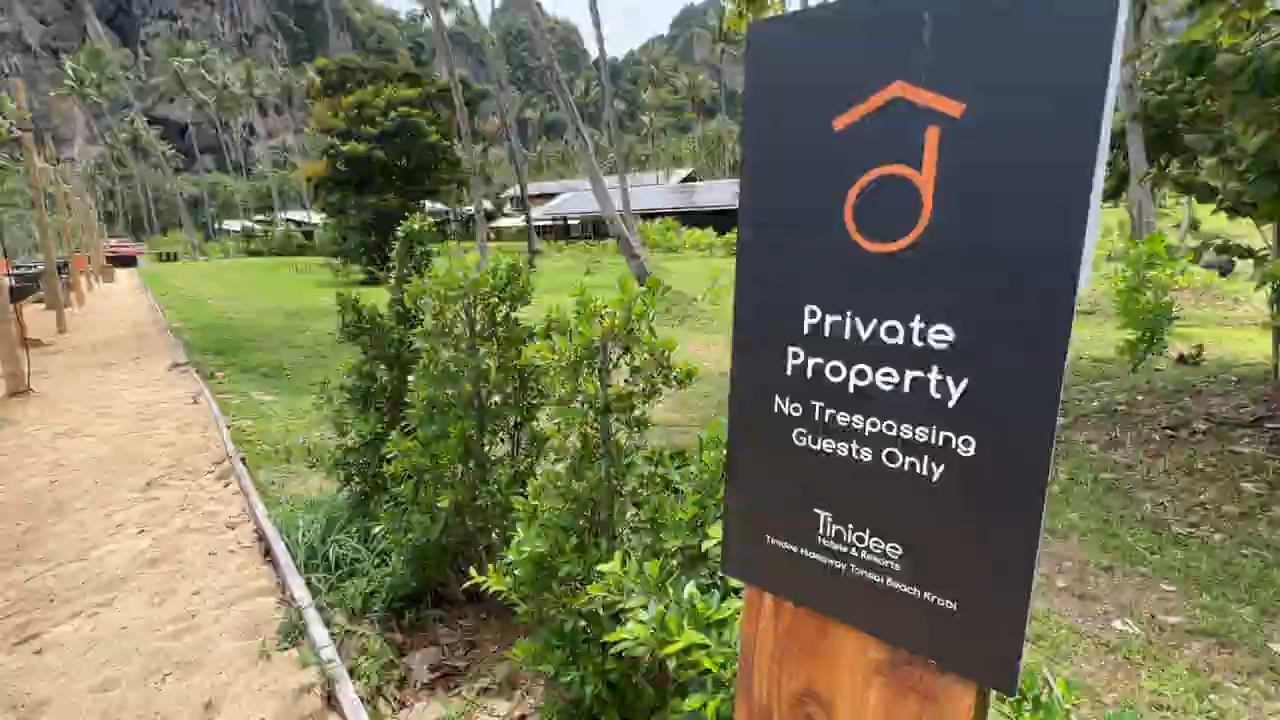 Private
Property
No Trespassing
Guests Only
Tinidee
Hotels & Resorts
Tinidee Hideaway Tonsai Beach Krabi